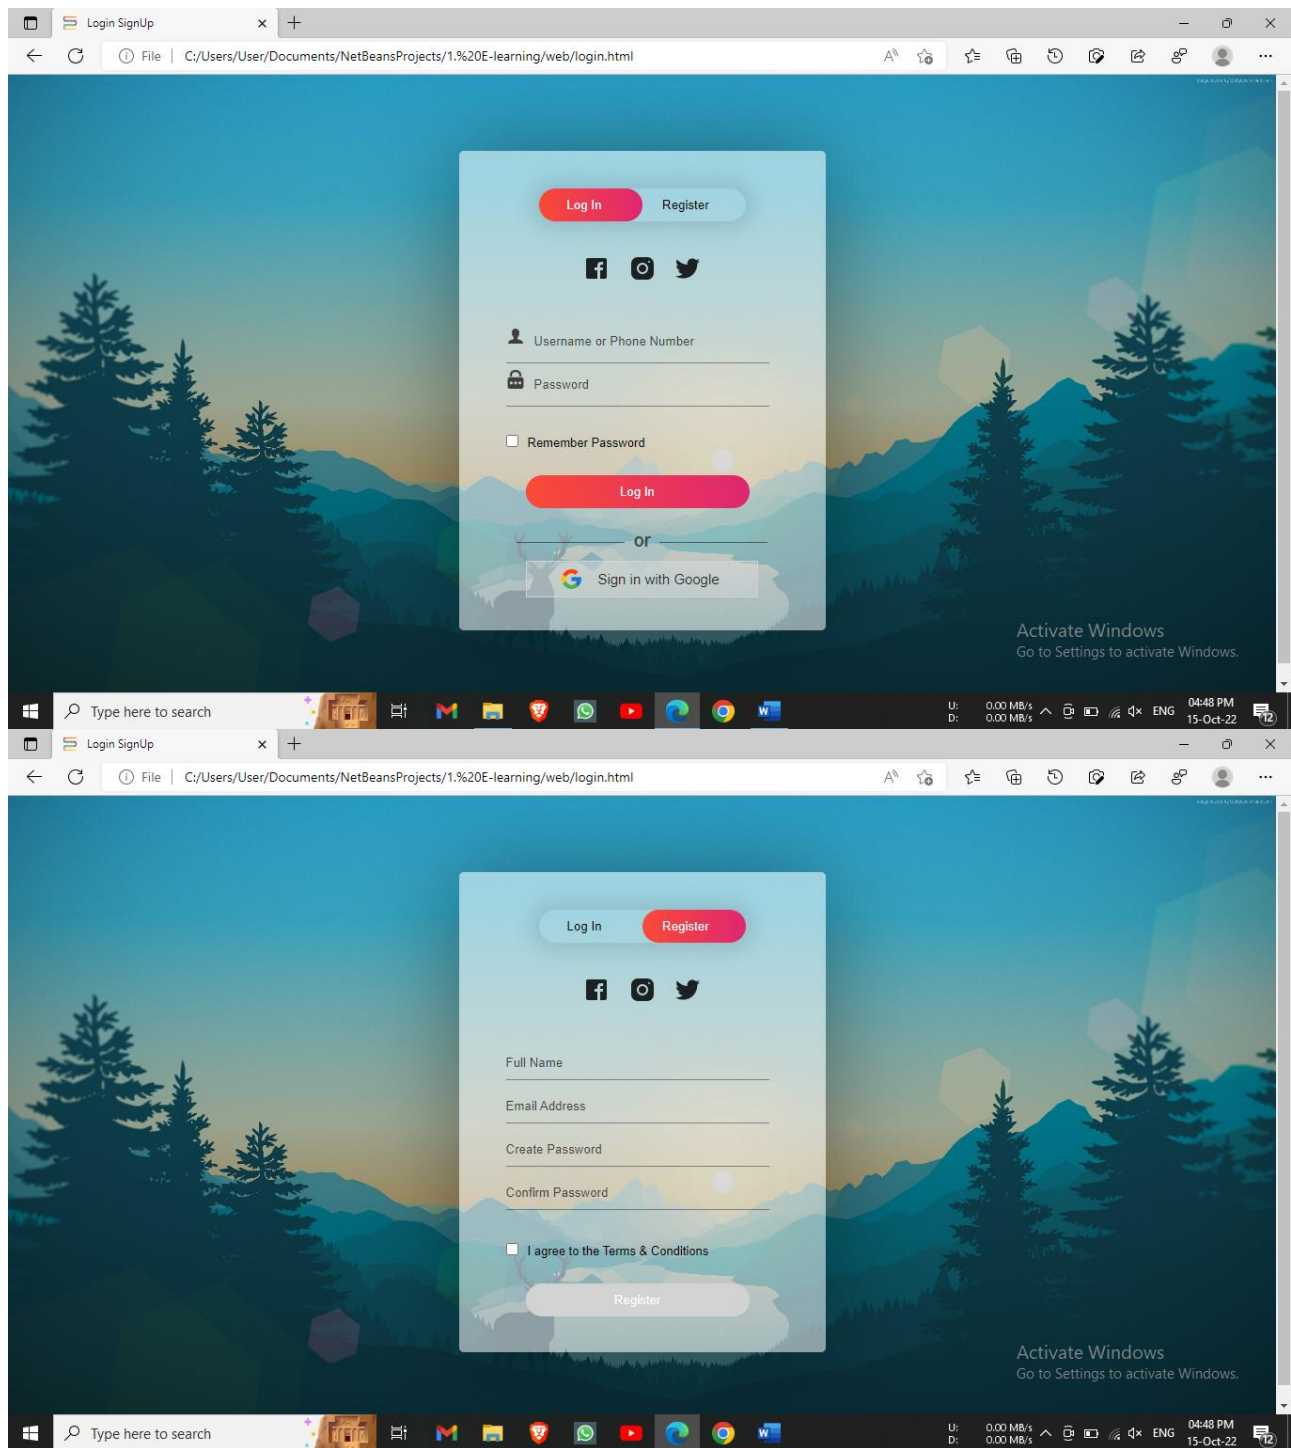 Login SignUp
File | C:/Users/User/Documents/NetBeansProjects/1.%20E-learning/web/login.html
Log In Register
Username or Phone Number
Password
Remember Password
Log In
or
Sign in with Google
Activate Windows
Go to Settings to activate Windows.
Type here to search
U: 0.00 MB/s
D: 0.00 MB/s
ENG
04:48 PM
15-Oct-22
12
Login SignUp
File | C:/Users/User/Documents/NetBeansProjects/1.%20E-learning/web/login.html
Log In Register
Full Name
Email Address
Create Password
Confirm Password
I agree to the Terms & Conditions
Register
Activate Windows
Go to Settings to activate Windows.
Type here to search
U: 0.00 MB/s
D: 0.00 MB/s
ENG
04:48 PM
15-Oct-22
12